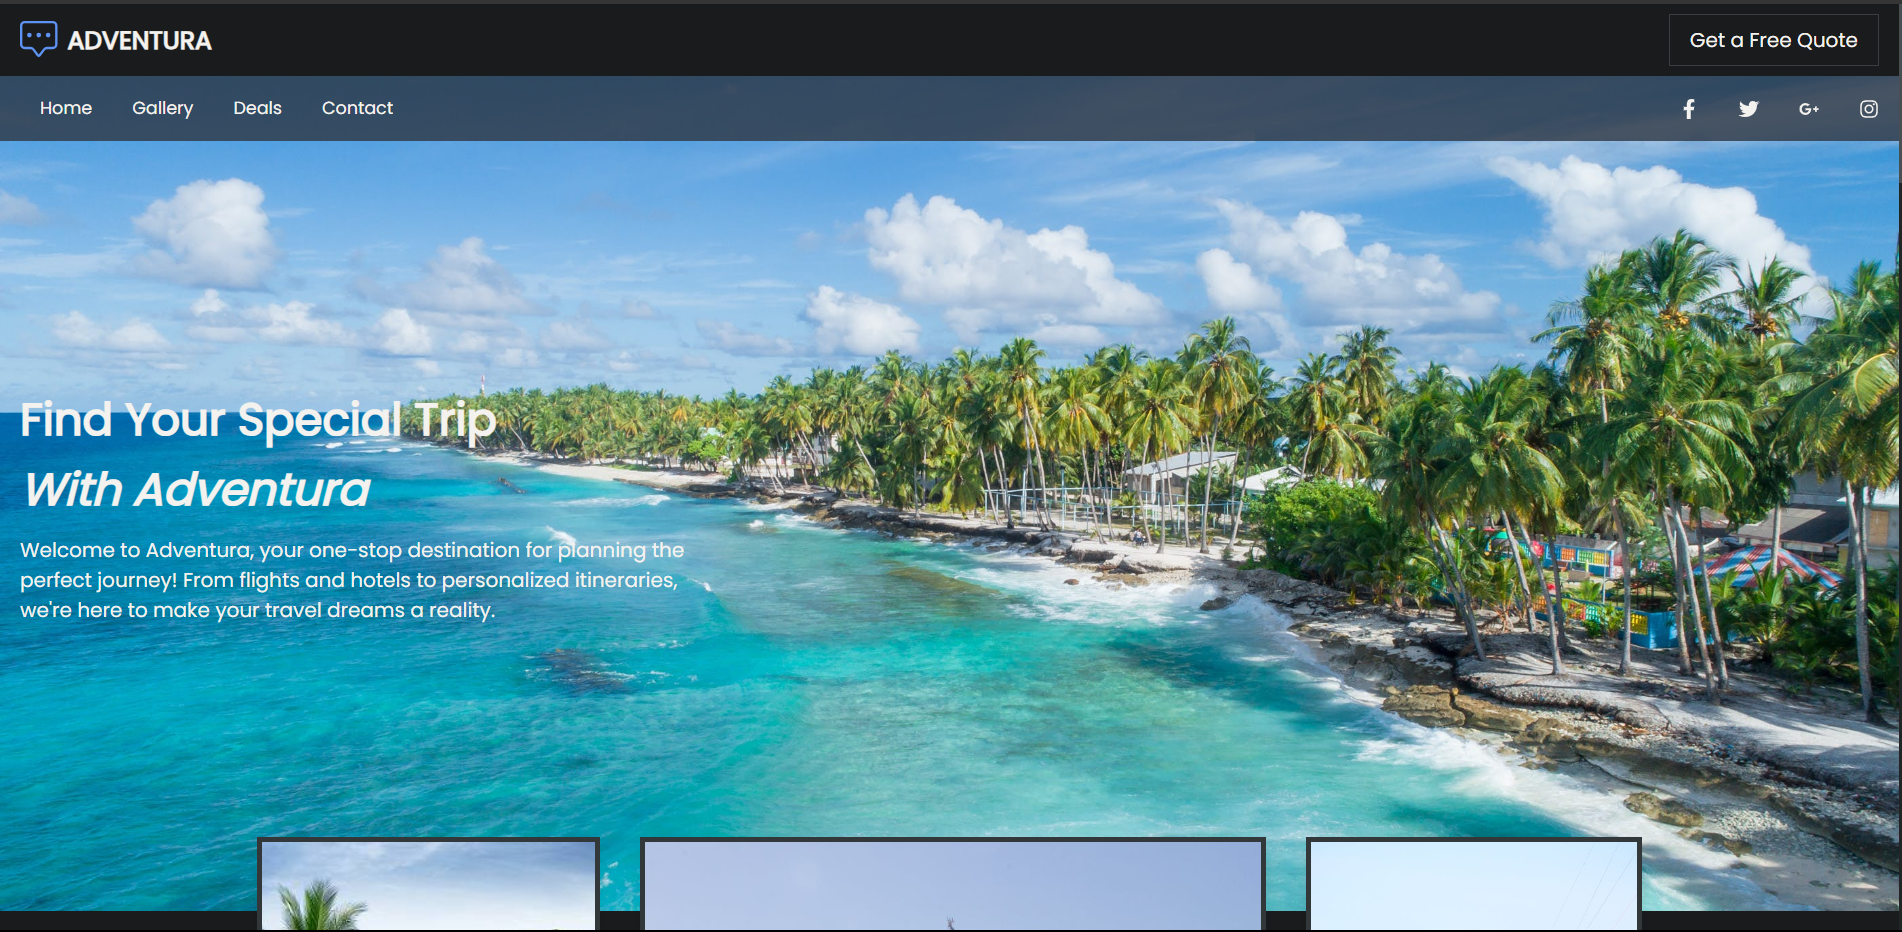 ADVENTURA
Get a Free Quote
Home
Gallery
Deals
Contact
G+
Find Your Special Trip
With Adventura
Welcome to Adventura, your one-stop destination for planning the
perfect journey! From flights and hotels to personalized itineraries,
we're here to make your travel dreams a reality.